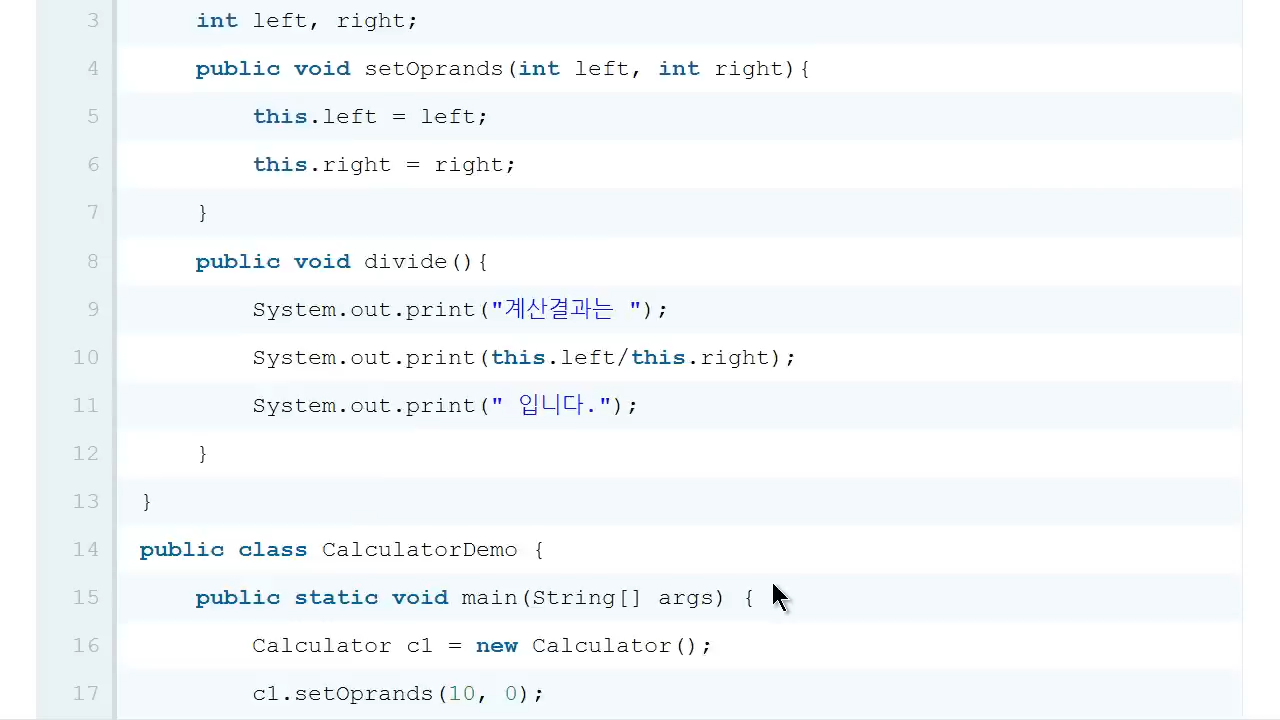 3 int left, right;
4 public void setOprands(int left, int right){
5 this.left = left;
6 this.right = right;
7 }
8 public void divide(){
9 System.out.print("계산결과는 ");
10 System.out.print(this.left/this.right);
11 System.out.print(" 입니다.");
12 }
13 }
14 public class CalculatorDemo {
15 public static void main(String[] args) {
16 Calculator c1 = new Calculator();
17 c1.setOprands(10, 0);